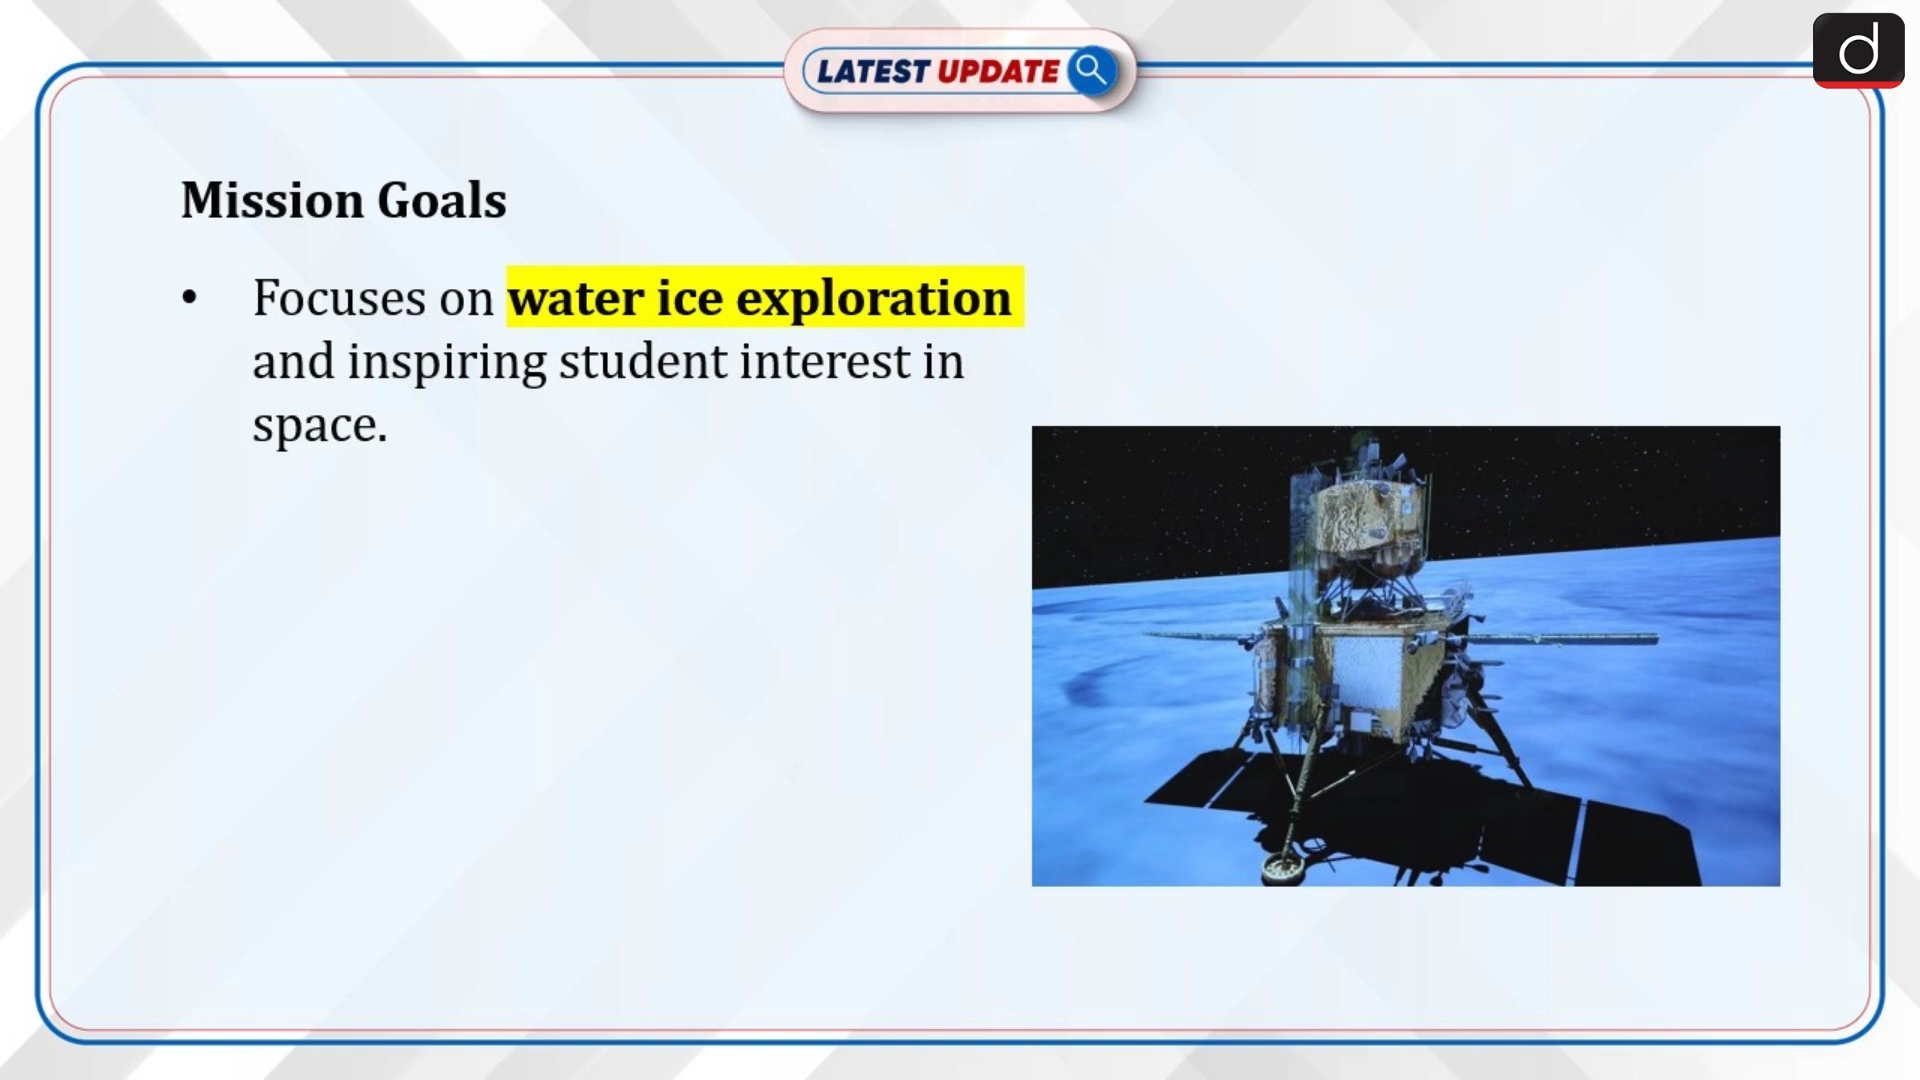 LATEST UPDATE
d
Mission Goals
• Focuses on water ice exploration
and inspiring student interest in
space.